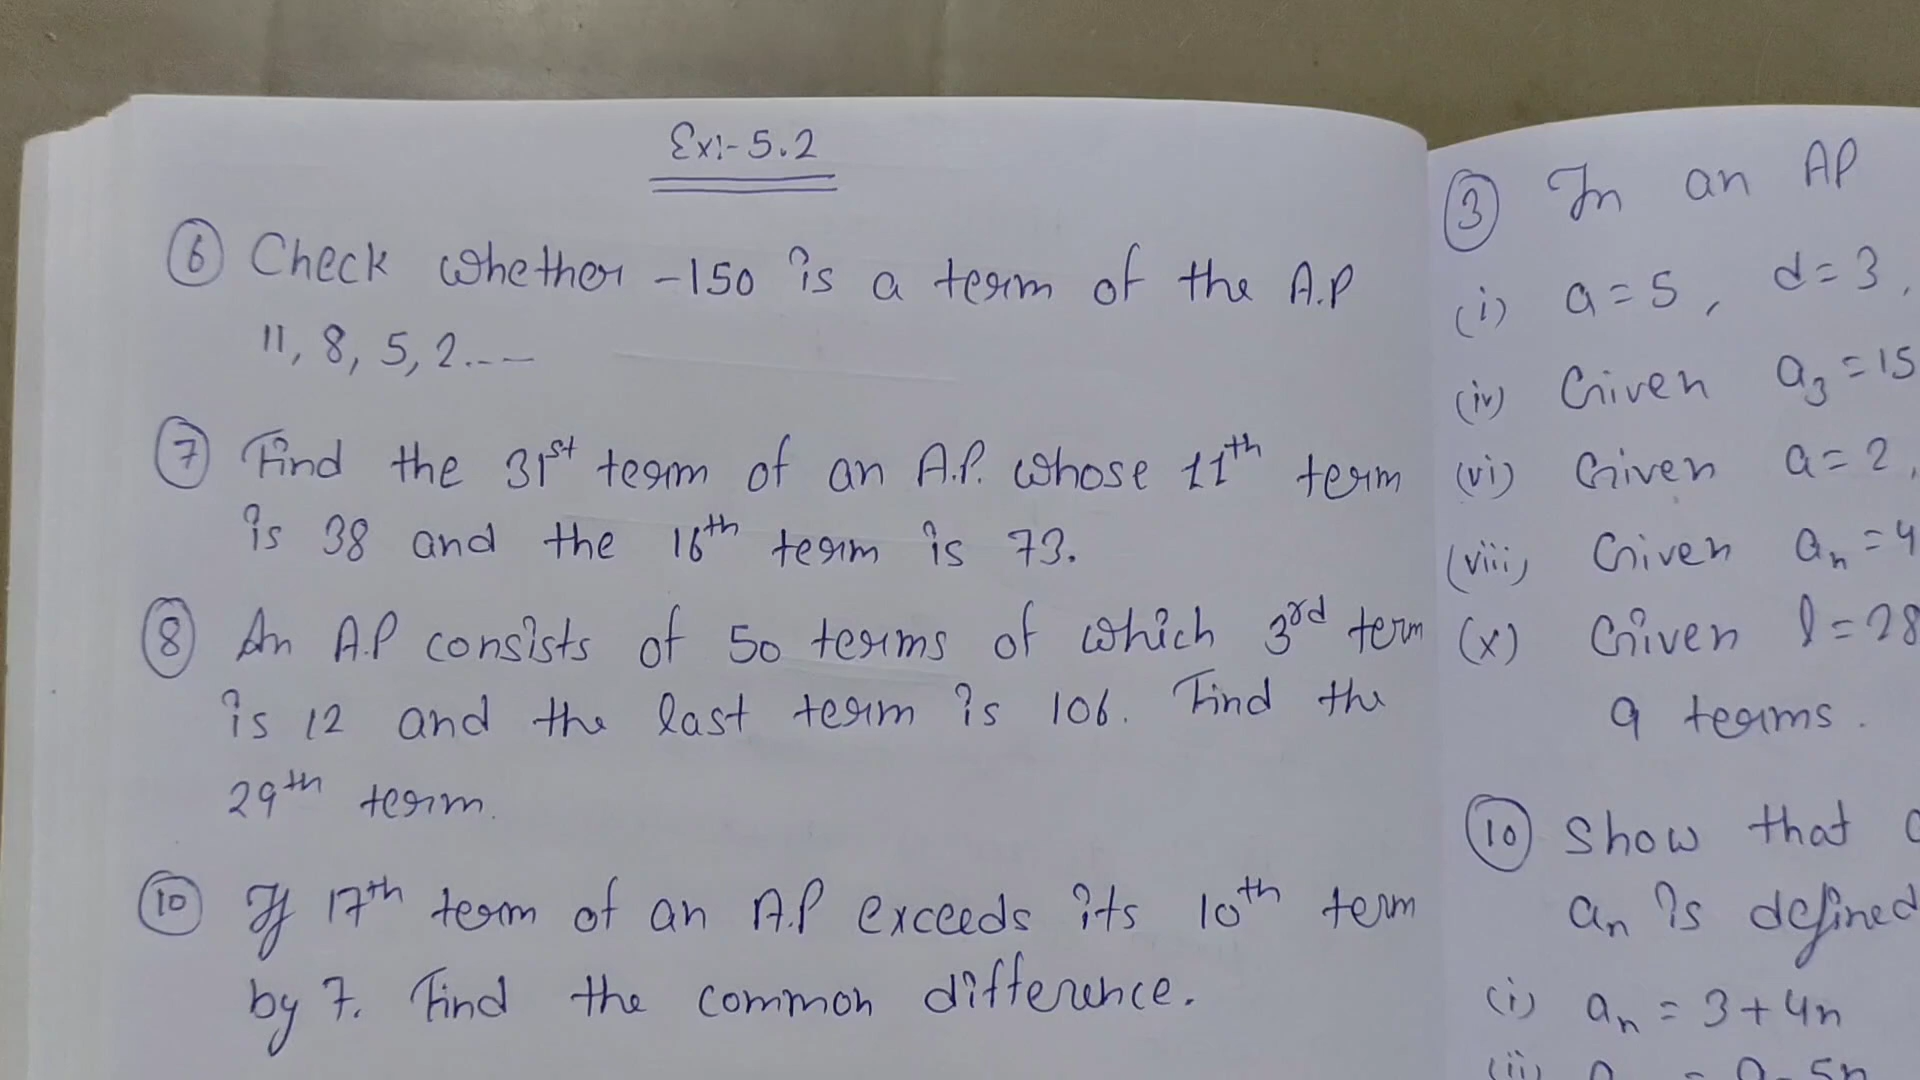 Ex:- 5.2
⑥ Check whether -150 is a term of the A.P
11, 8, 5, 2----
⑦ Find the 31st term of an A.P. whose 11th term
is 38 and the 16th term is 73.
⑧ An A.P consists of 50 terms of which 3rd term
is 12 and the last term is 106. Find the
29th term.
⑩ If 17th term of an A.P exceeds its 10th term
by 7. Find the common difference.
③ In an AP
(i) a = 5, d = 3,
(iv) Given a₃ = 15
(vi) Given a = 2,
(viii) Given aₙ = 4
(x) Given l = 28
9 terms.
⑩ Show that
aₙ is defined
(i) aₙ = 3 + 4n
(ii)